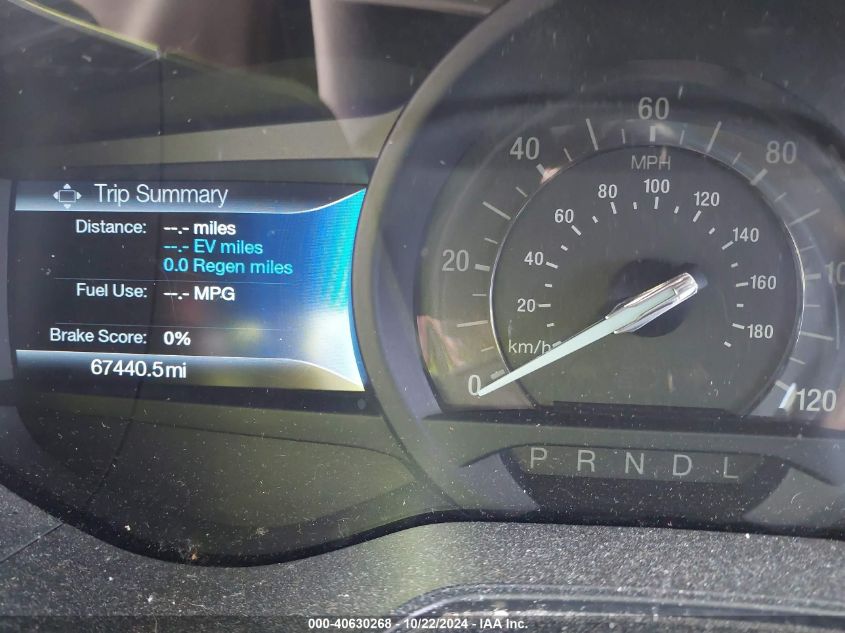 Trip Summary
Distance: --.- miles
--.- EV miles
0.0 Regen miles
Fuel Use: --.- MPG
Brake Score: 0%
67440.5mi
0 20 40 60 80 10 120
MPH
20 40 60 80 100 120 140 160 180
km/h
P R N D L
000-40630268 - 10/22/2024 - IAA Inc.